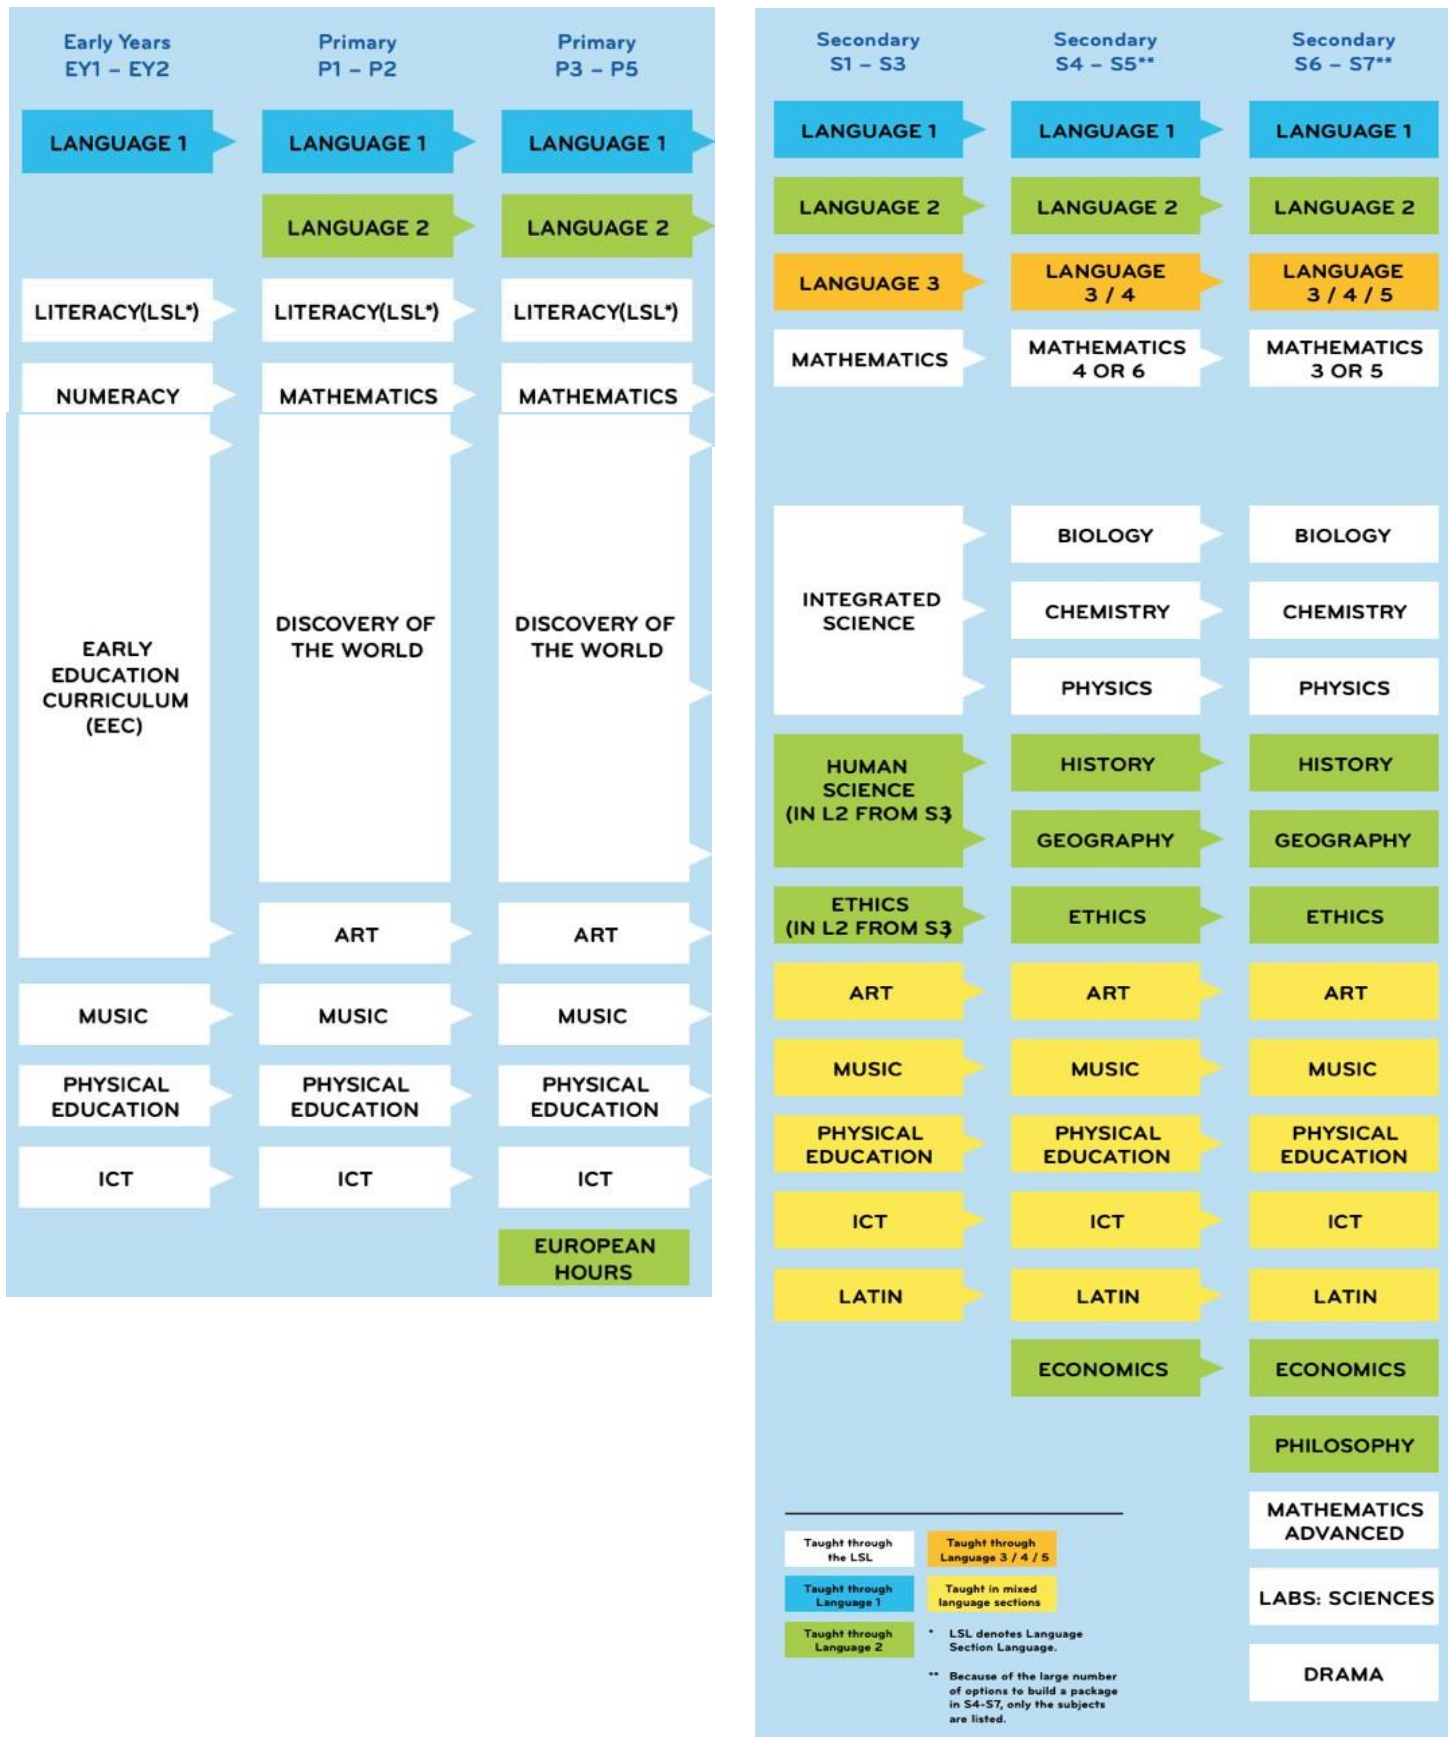 Early Years
EY1 – EY2
LANGUAGE 1
LITERACY(LSL*)
NUMERACY
EARLY
EDUCATION
CURRICULUM
(EEC)
MUSIC
PHYSICAL
EDUCATION
ICT
Primary
P1 – P2
LANGUAGE 1
LANGUAGE 2
LITERACY(LSL*)
MATHEMATICS
DISCOVERY OF
THE WORLD
ART
MUSIC
PHYSICAL
EDUCATION
ICT
Primary
P3 – P5
LANGUAGE 1
LANGUAGE 2
LITERACY(LSL*)
MATHEMATICS
DISCOVERY OF
THE WORLD
ART
MUSIC
PHYSICAL
EDUCATION
ICT
EUROPEAN
HOURS
Secondary
S1 – S3
LANGUAGE 1
LANGUAGE 2
LANGUAGE 3
MATHEMATICS
INTEGRATED
SCIENCE
HUMAN
SCIENCE
(IN L2 FROM S3)
ETHICS
(IN L2 FROM S3)
ART
MUSIC
PHYSICAL
EDUCATION
ICT
LATIN
Secondary
S4 – S5**
LANGUAGE 1
LANGUAGE 2
LANGUAGE
3 / 4
MATHEMATICS
4 OR 6
BIOLOGY
CHEMISTRY
PHYSICS
HISTORY
GEOGRAPHY
ETHICS
ART
MUSIC
PHYSICAL
EDUCATION
ICT
LATIN
ECONOMICS
Secondary
S6 – S7**
LANGUAGE 1
LANGUAGE 2
LANGUAGE
3 / 4 / 5
MATHEMATICS
3 OR 5
BIOLOGY
CHEMISTRY
PHYSICS
HISTORY
GEOGRAPHY
ETHICS
ART
MUSIC
PHYSICAL
EDUCATION
ICT
LATIN
ECONOMICS
PHILOSOPHY
MATHEMATICS
ADVANCED
LABS: SCIENCES
DRAMA
Taught through
the LSL
Taught through
Language 1
Taught through
Language 2
Taught through
Language 3 / 4 / 5
Taught in mixed
language sections
* LSL denotes Language
Section Language.
** Because of the large number
of options to build a package
in S4-S7, only the subjects
are listed.